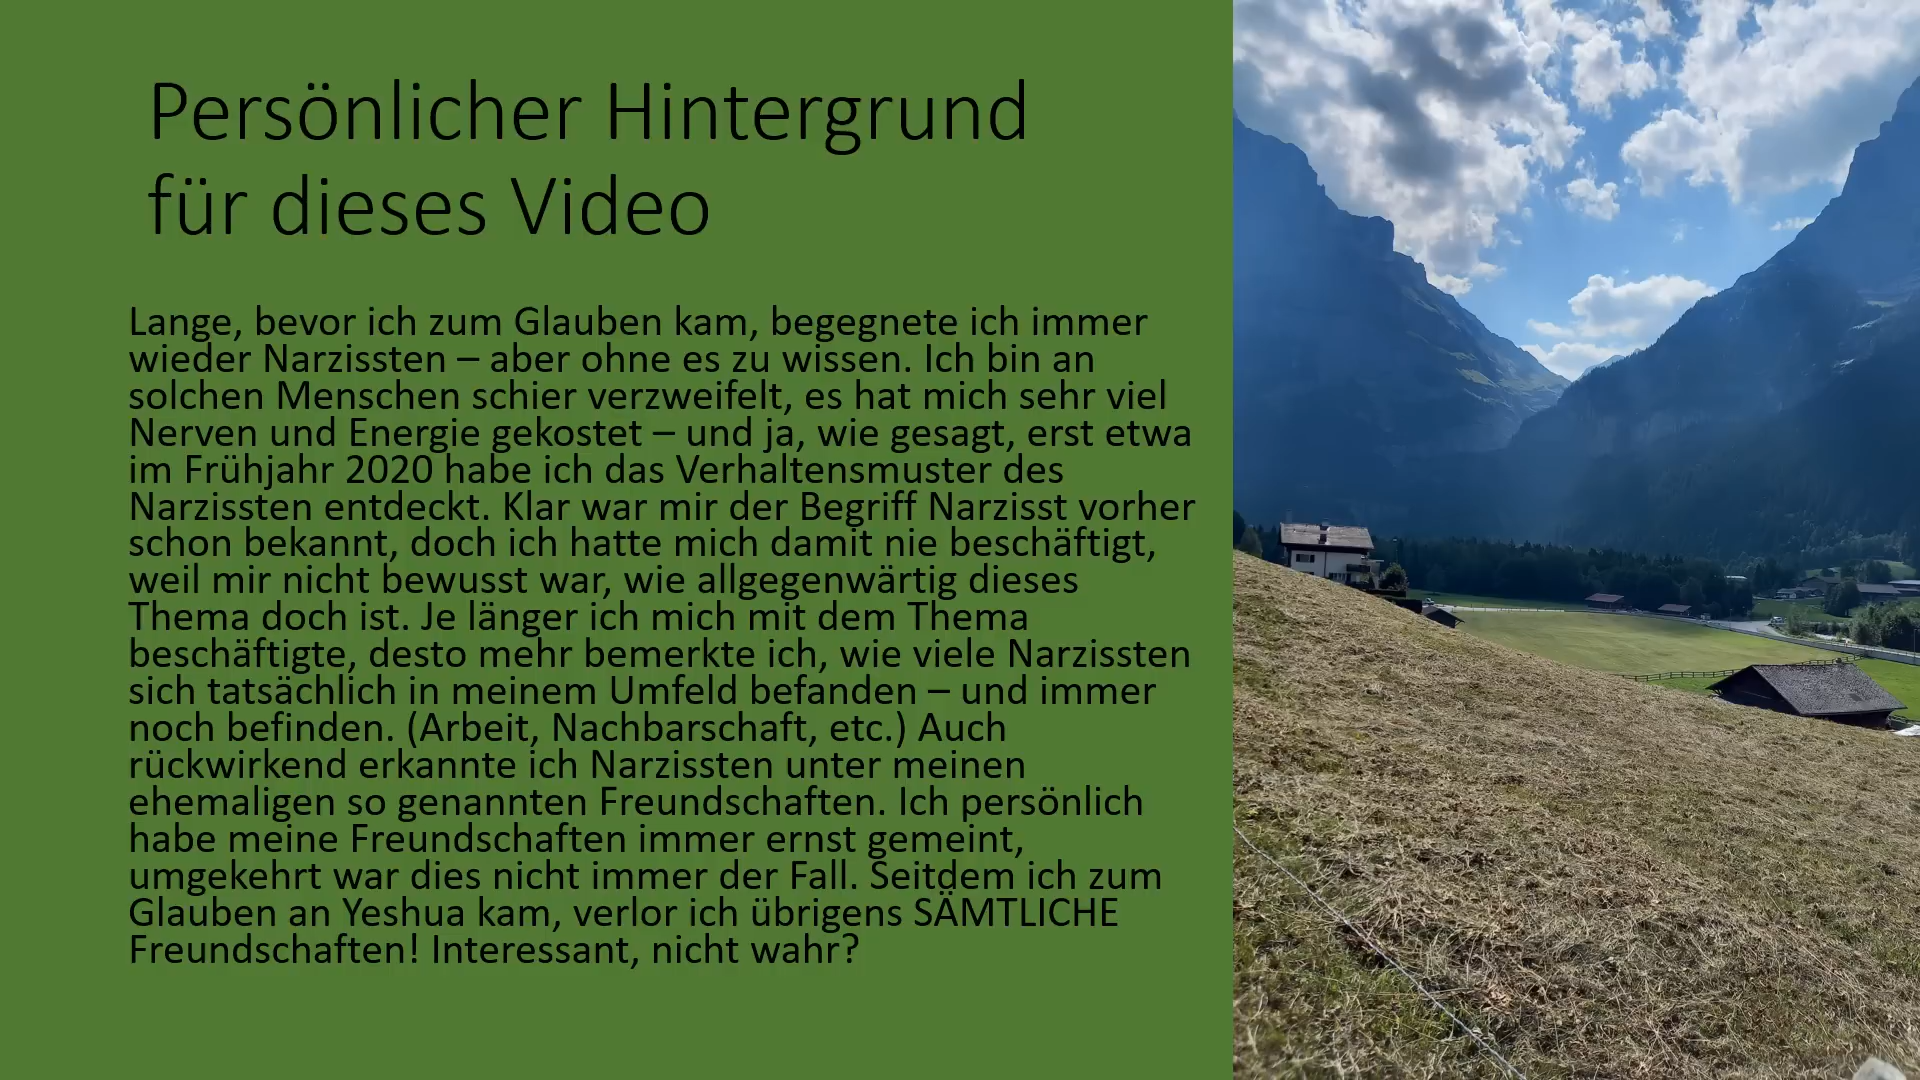 Persönlicher Hintergrund
für dieses Video
Lange, bevor ich zum Glauben kam, begegnete ich immer
wieder Narzissten – aber ohne es zu wissen. Ich bin an
solchen Menschen schier verzweifelt, es hat mich sehr viel
Nerven und Energie gekostet – und ja, wie gesagt, erst etwa
im Frühjahr 2020 habe ich das Verhaltensmuster des
Narzissten entdeckt. Klar war mir der Begriff Narzisst vorher
schon bekannt, doch ich hatte mich damit nie beschäftigt,
weil mir nicht bewusst war, wie allgegenwärtig dieses
Thema doch ist. Je länger ich mich mit dem Thema
beschäftigte, desto mehr bemerkte ich, wie viele Narzissten
sich tatsächlich in meinem Umfeld befanden – und immer
noch befinden. (Arbeit, Nachbarschaft, etc.) Auch
rückwirkend erkannte ich Narzissten unter meinen
ehemaligen so genannten Freundschaften. Ich persönlich
habe meine Freundschaften immer ernst gemeint,
umgekehrt war dies nicht immer der Fall. Seitdem ich zum
Glauben an Yeshua kam, verlor ich übrigens SÄMTLICHE
Freundschaften! Interessant, nicht wahr?